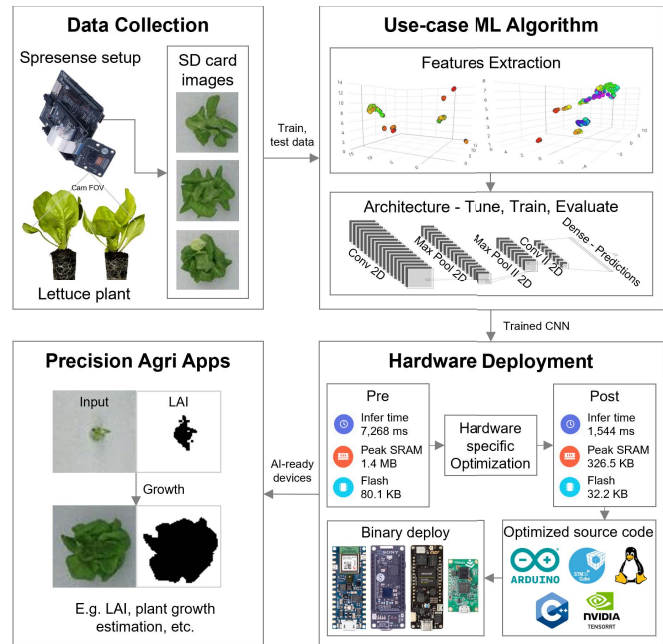 Data Collection
Spresense setup
SD card
images
Cam FOV
Lettuce plant
Train,
test data
Use-case ML Algorithm
Features Extraction
Architecture - Tune, Train, Evaluate
Conv 2D
Max Pool 2D
Max Pool II 2D
Conv II 2D
Dense - Predictions
Trained CNN
Precision Agri Apps
Input
LAI
Growth
E.g. LAI, plant growth
estimation, etc.
AI-ready
devices
Hardware Deployment
Pre
Infer time
7,268 ms
Peak SRAM
1.4 MB
Flash
80.1 KB
Hardware
specific
Optimization
Post
Infer time
1,544 ms
Peak SRAM
326.5 KB
Flash
32.2 KB
Binary deploy
Optimized source code
ARDUINO
STM32
Cube
C++
NVIDIA
TENSORRT